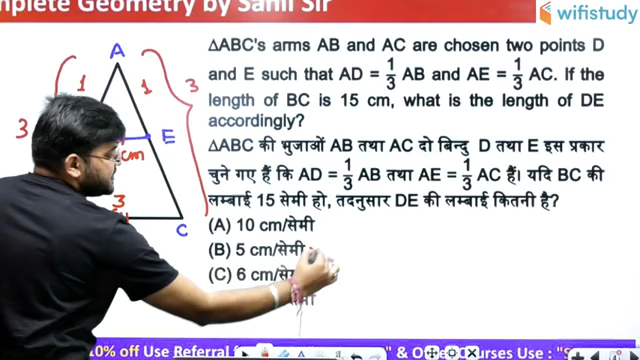 mplete Geometry by Sahil Sir
wifistudy
△ABC's arms AB and AC are chosen two points D
and E such that AD = 1/3 AB and AE = 1/3 AC. If the
length of BC is 15 cm, what is the length of DE
accordingly?
△ABC की भुजाओं AB तथा AC दो बिन्दु D तथा E इस प्रकार
चुने गए हैं कि AD = 1/3 AB तथा AE = 1/3 AC हैं। यदि BC की
लम्बाई 15 सेमी हो, तदनुसार DE की लम्बाई कितनी है?
(A) 10 cm/सेमी
(B) 5 cm/सेमी
(C) 6 cm/
A
1
1
3
3
E
cm
3
C
10% off Use Referral
& Other Courses Use : "S